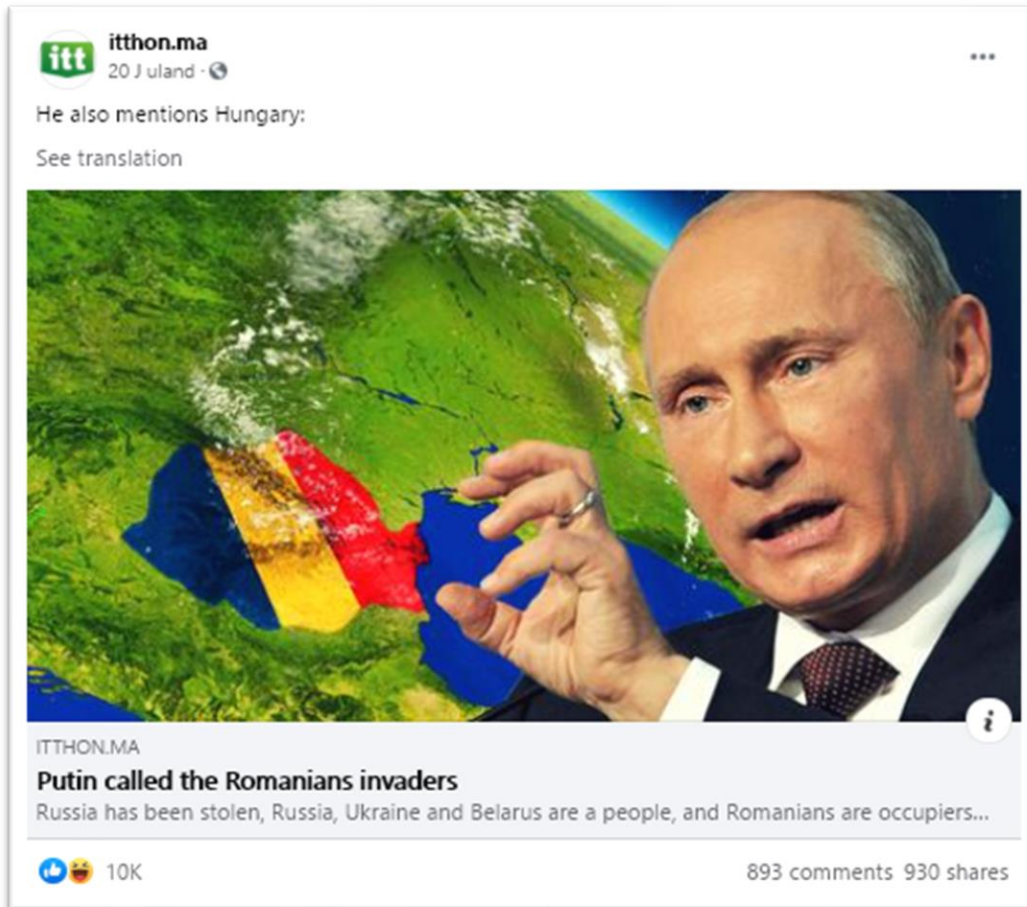 itt
itthon.ma
20 J uland ·
He also mentions Hungary:
See translation
i
ITTHON.MA
Putin called the Romanians invaders
Russia has been stolen, Russia, Ukraine and Belarus are a people, and Romanians are occupiers...
10K
893 comments 930 shares